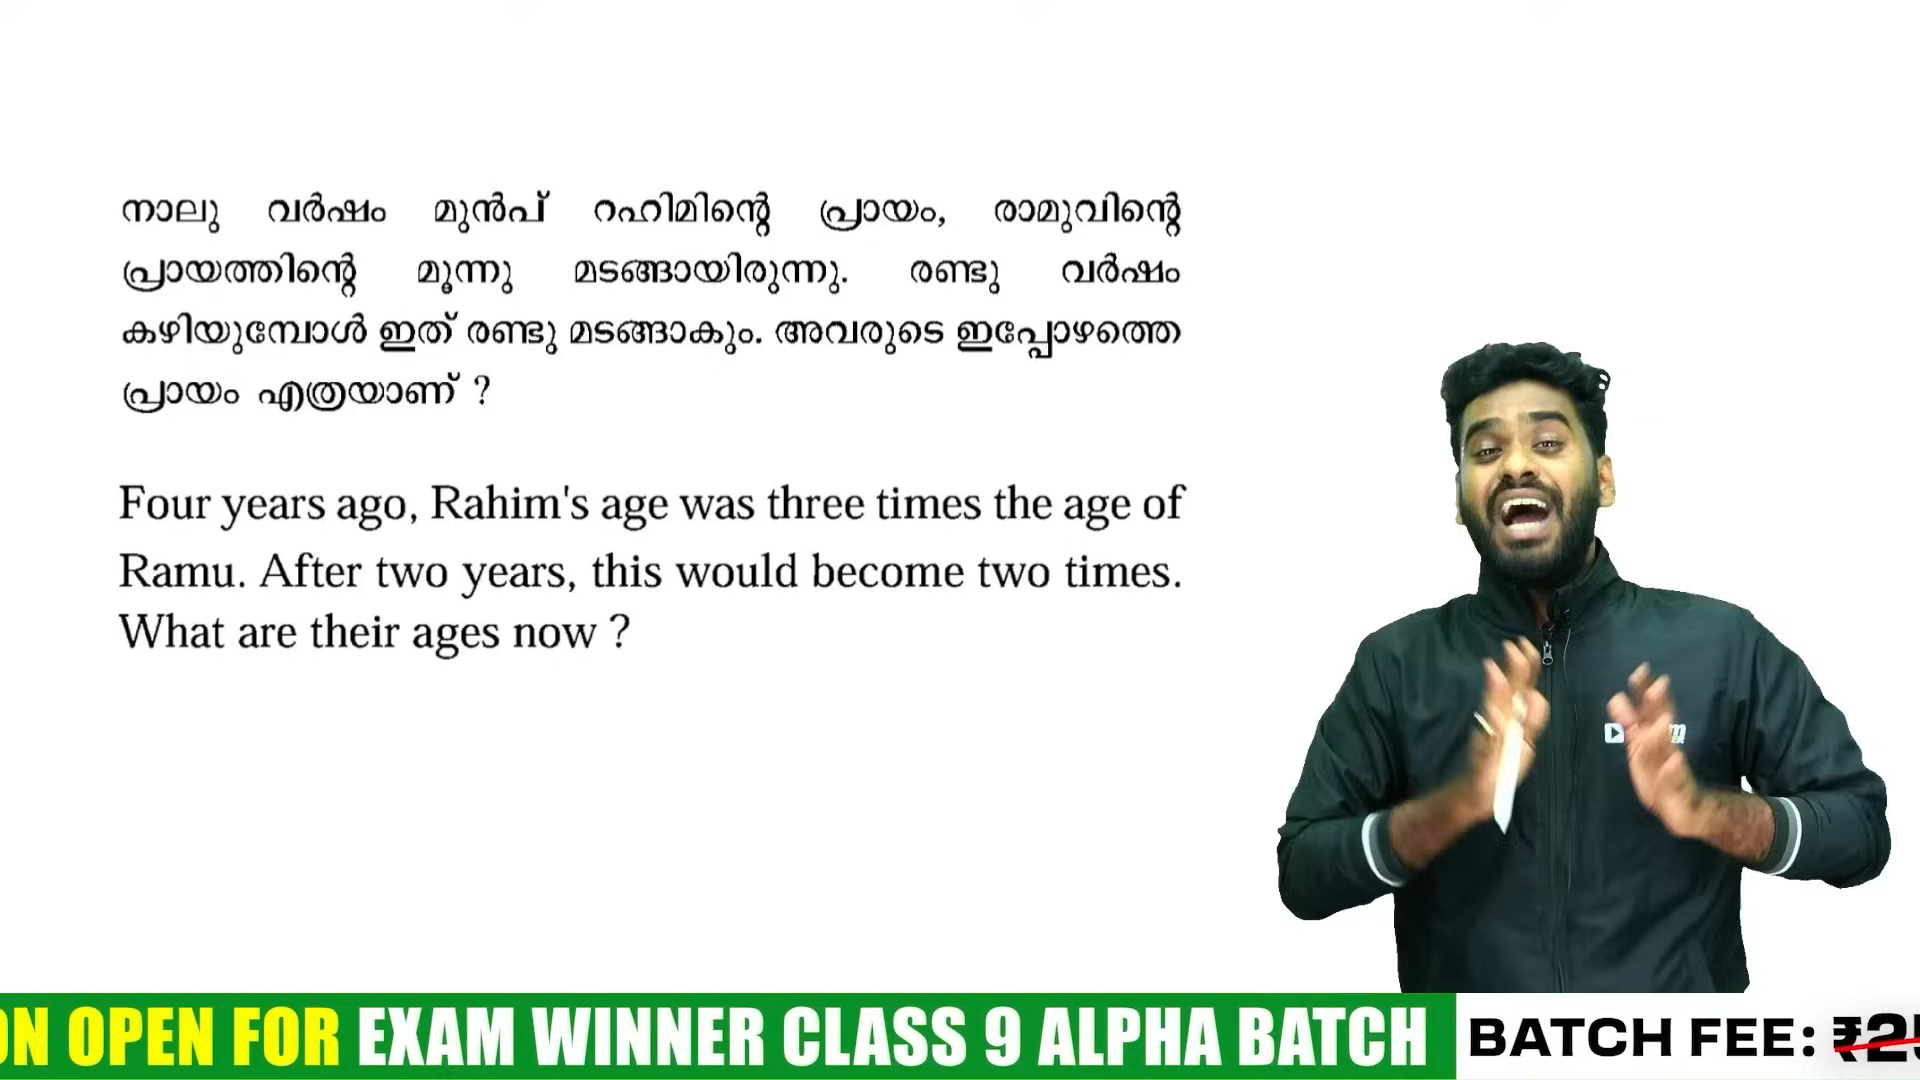 നാലു വർഷം മുൻപ് റഹിമിന്റെ പ്രായം, രാമുവിന്റെ
പ്രായത്തിന്റെ മൂന്നു മടങ്ങായിരുന്നു. രണ്ടു വർഷം
കഴിയുമ്പോൾ ഇത് രണ്ടു മടങ്ങാകും. അവരുടെ ഇപ്പോഴത്തെ
പ്രായം എത്രയാണ് ?
Four years ago, Rahim's age was three times the age of
Ramu. After two years, this would become two times.
What are their ages now ?
OPEN FOR EXAM WINNER CLASS 9 ALPHA BATCH BATCH FEE: